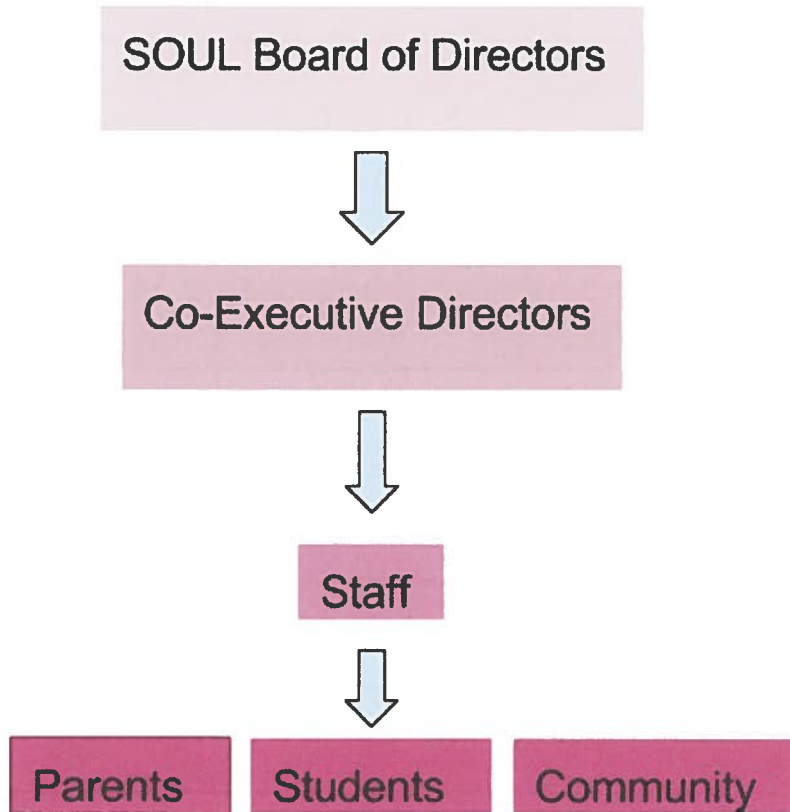 SOUL Board of Directors
Co-Executive Directors
Staff
Parents Students Community